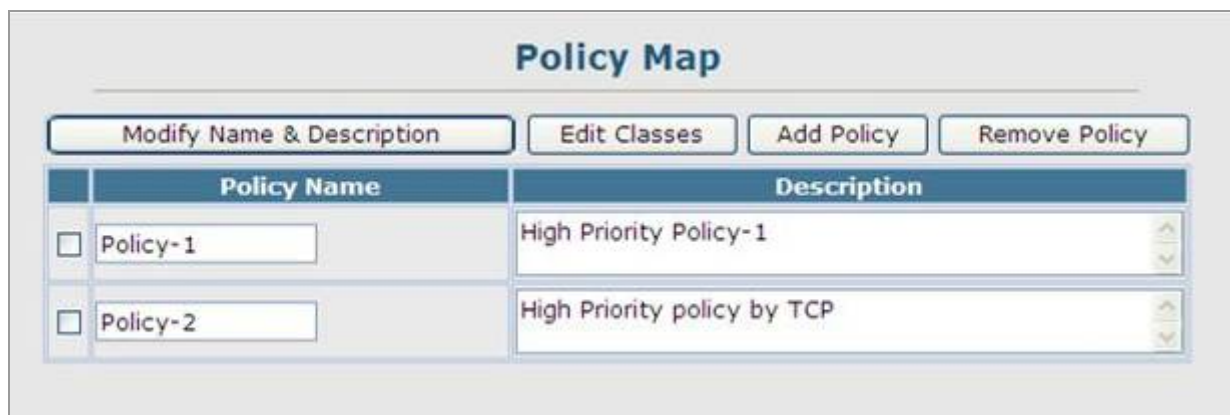 Policy Map
Modify Name & Description Edit Classes Add Policy Remove Policy
Policy Name Description
Policy-1 High Priority Policy-1
Policy-2 High Priority policy by TCP